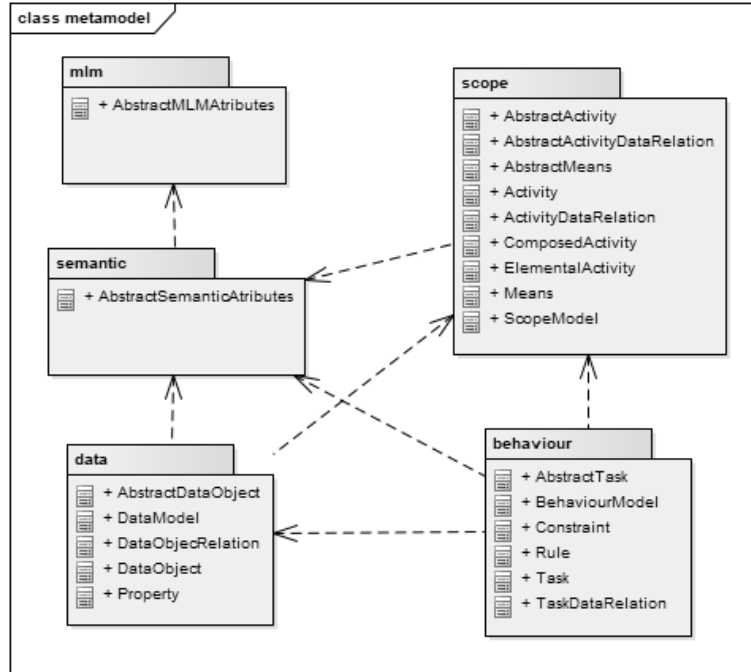 class metamodel
mlm
+ AbstractMLMAtributes
semantic
+ AbstractSemanticAtributes
scope
+ AbstractActivity
+ AbstractActivityDataRelation
+ AbstractMeans
+ Activity
+ ActivityDataRelation
+ ComposedActivity
+ ElementalActivity
+ Means
+ ScopeModel
data
+ AbstractDataObject
+ DataModel
+ DataObjecRelation
+ DataObject
+ Property
behaviour
+ AbstractTask
+ BehaviourModel
+ Constraint
+ Rule
+ Task
+ TaskDataRelation